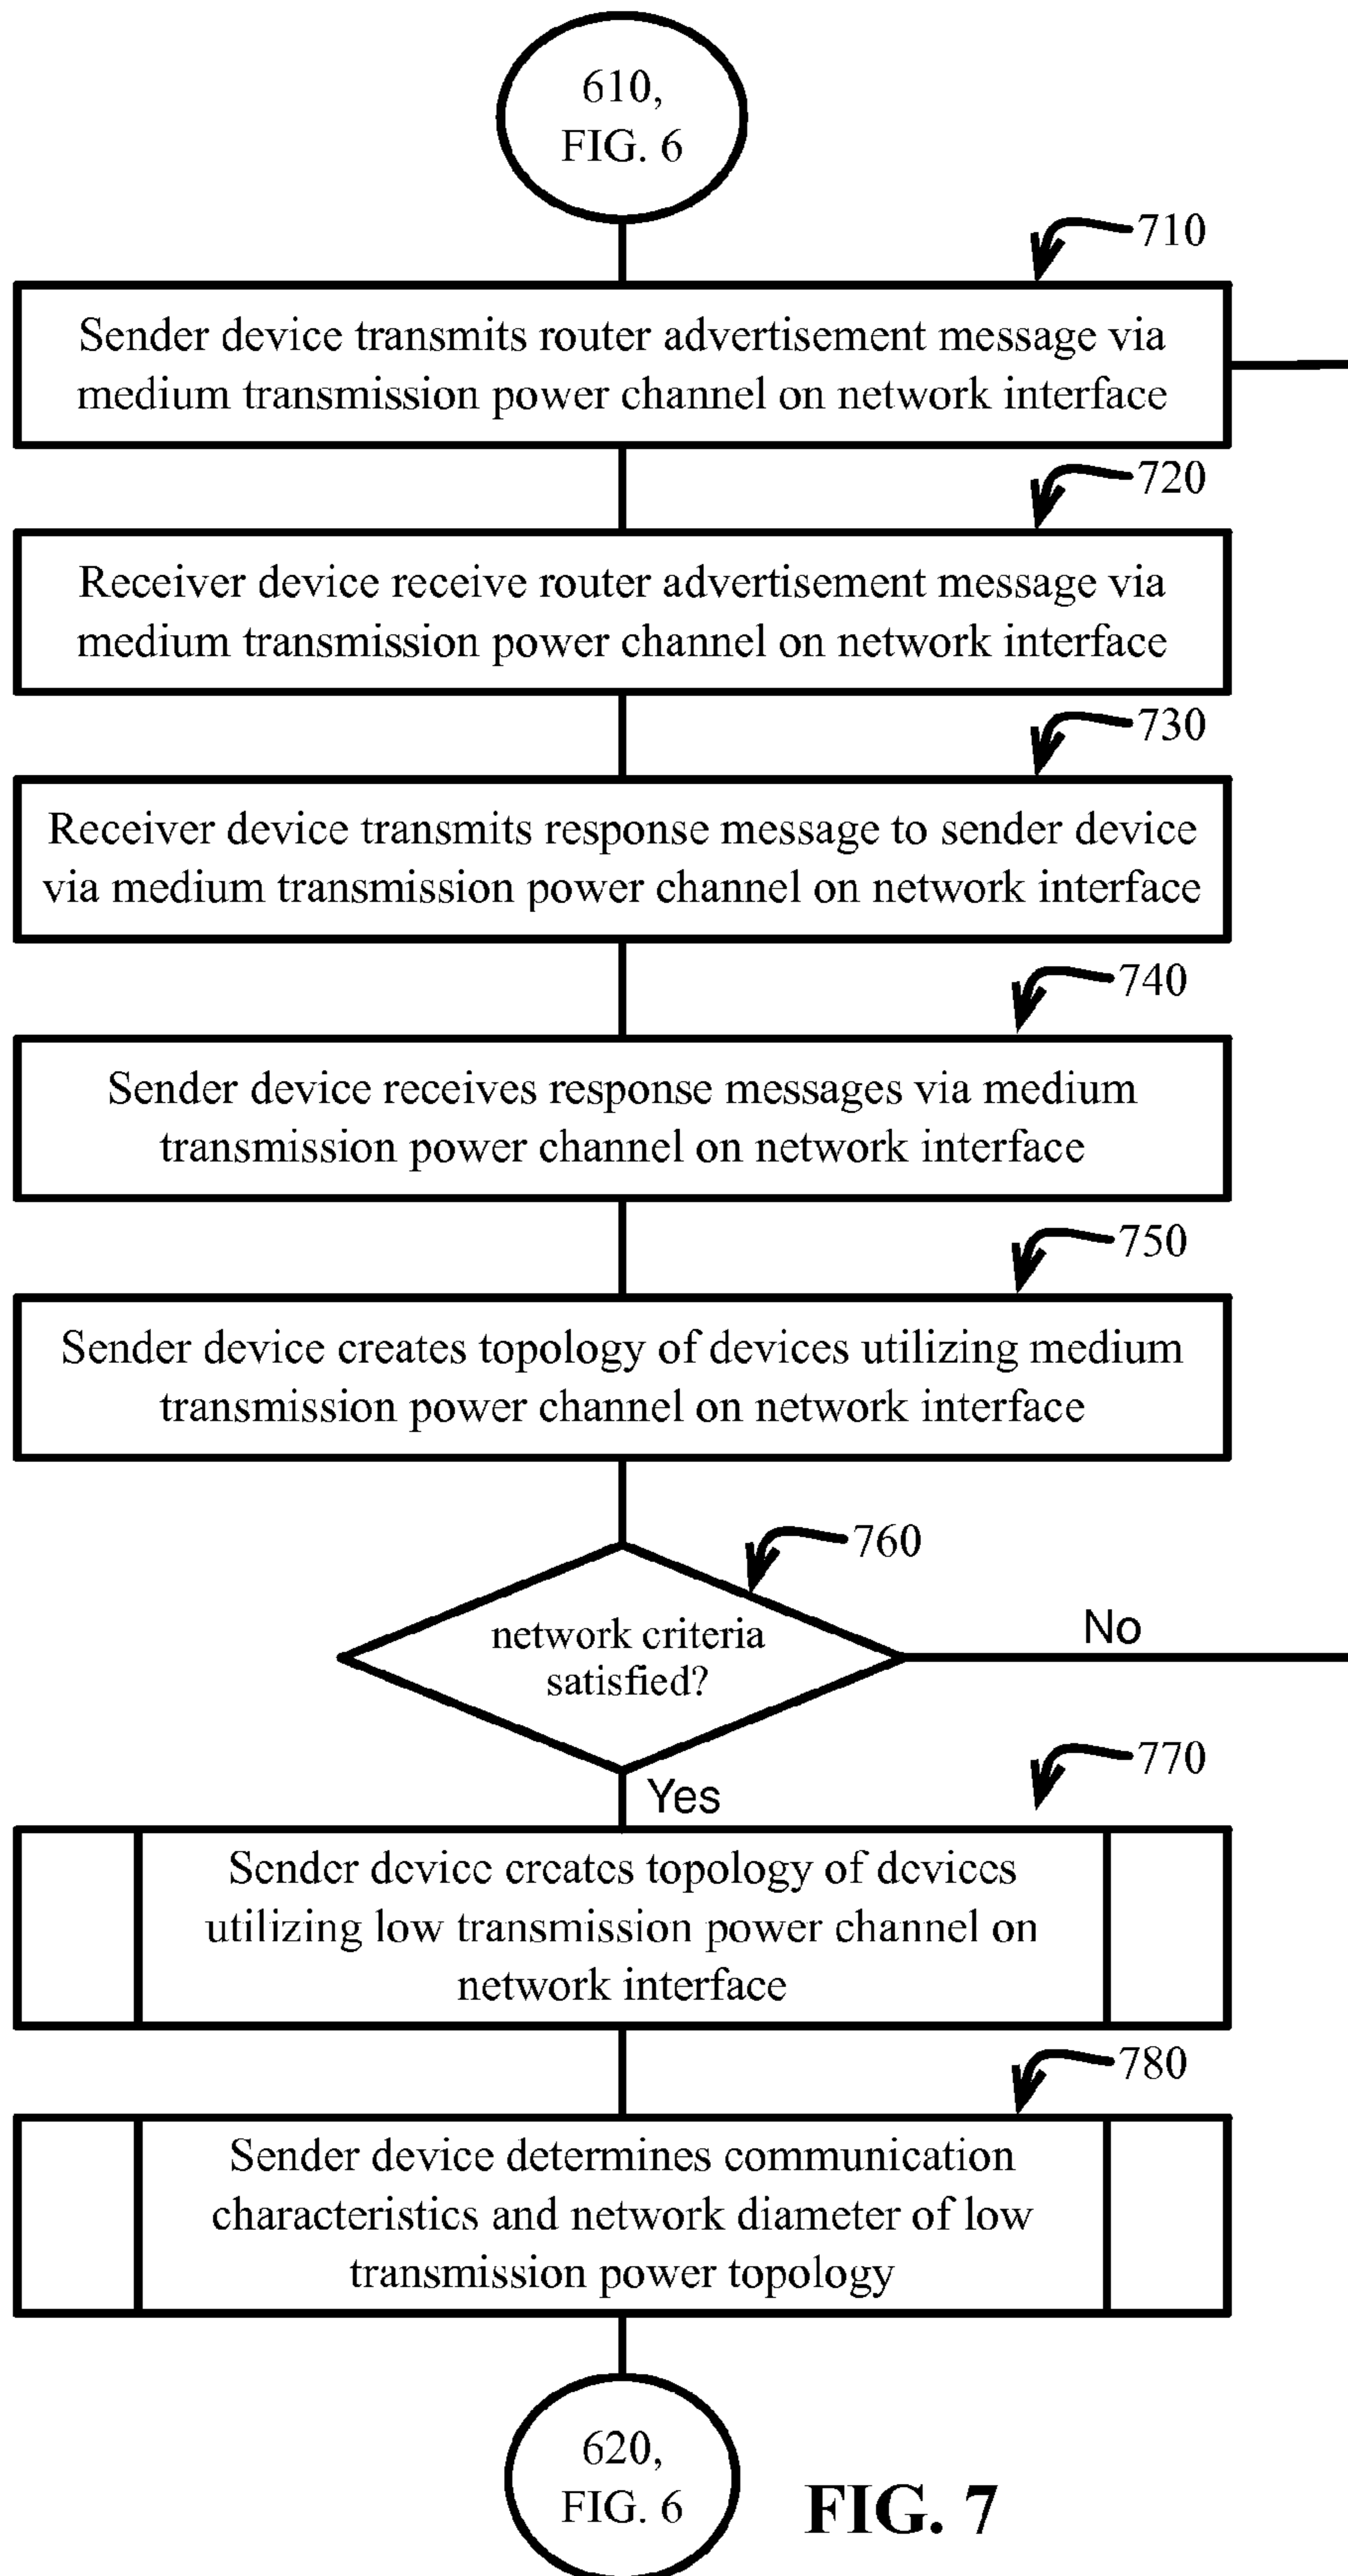 610,
FIG. 6
710
Sender device transmits router advertisement message via
medium transmission power channel on network interface
720
Receiver device receive router advertisement message via
medium transmission power channel on network interface
730
Receiver device transmits response message to sender device
via medium transmission power channel on network interface
740
Sender device receives response messages via medium
transmission power channel on network interface
750
Sender device creates topology of devices utilizing medium
transmission power channel on network interface
760
network criteria
satisfied?
No
Yes
770
Sender device creates topology of devices
utilizing low transmission power channel on
network interface
780
Sender device determines communication
characteristics and network diameter of low
transmission power topology
620,
FIG. 6
FIG. 7